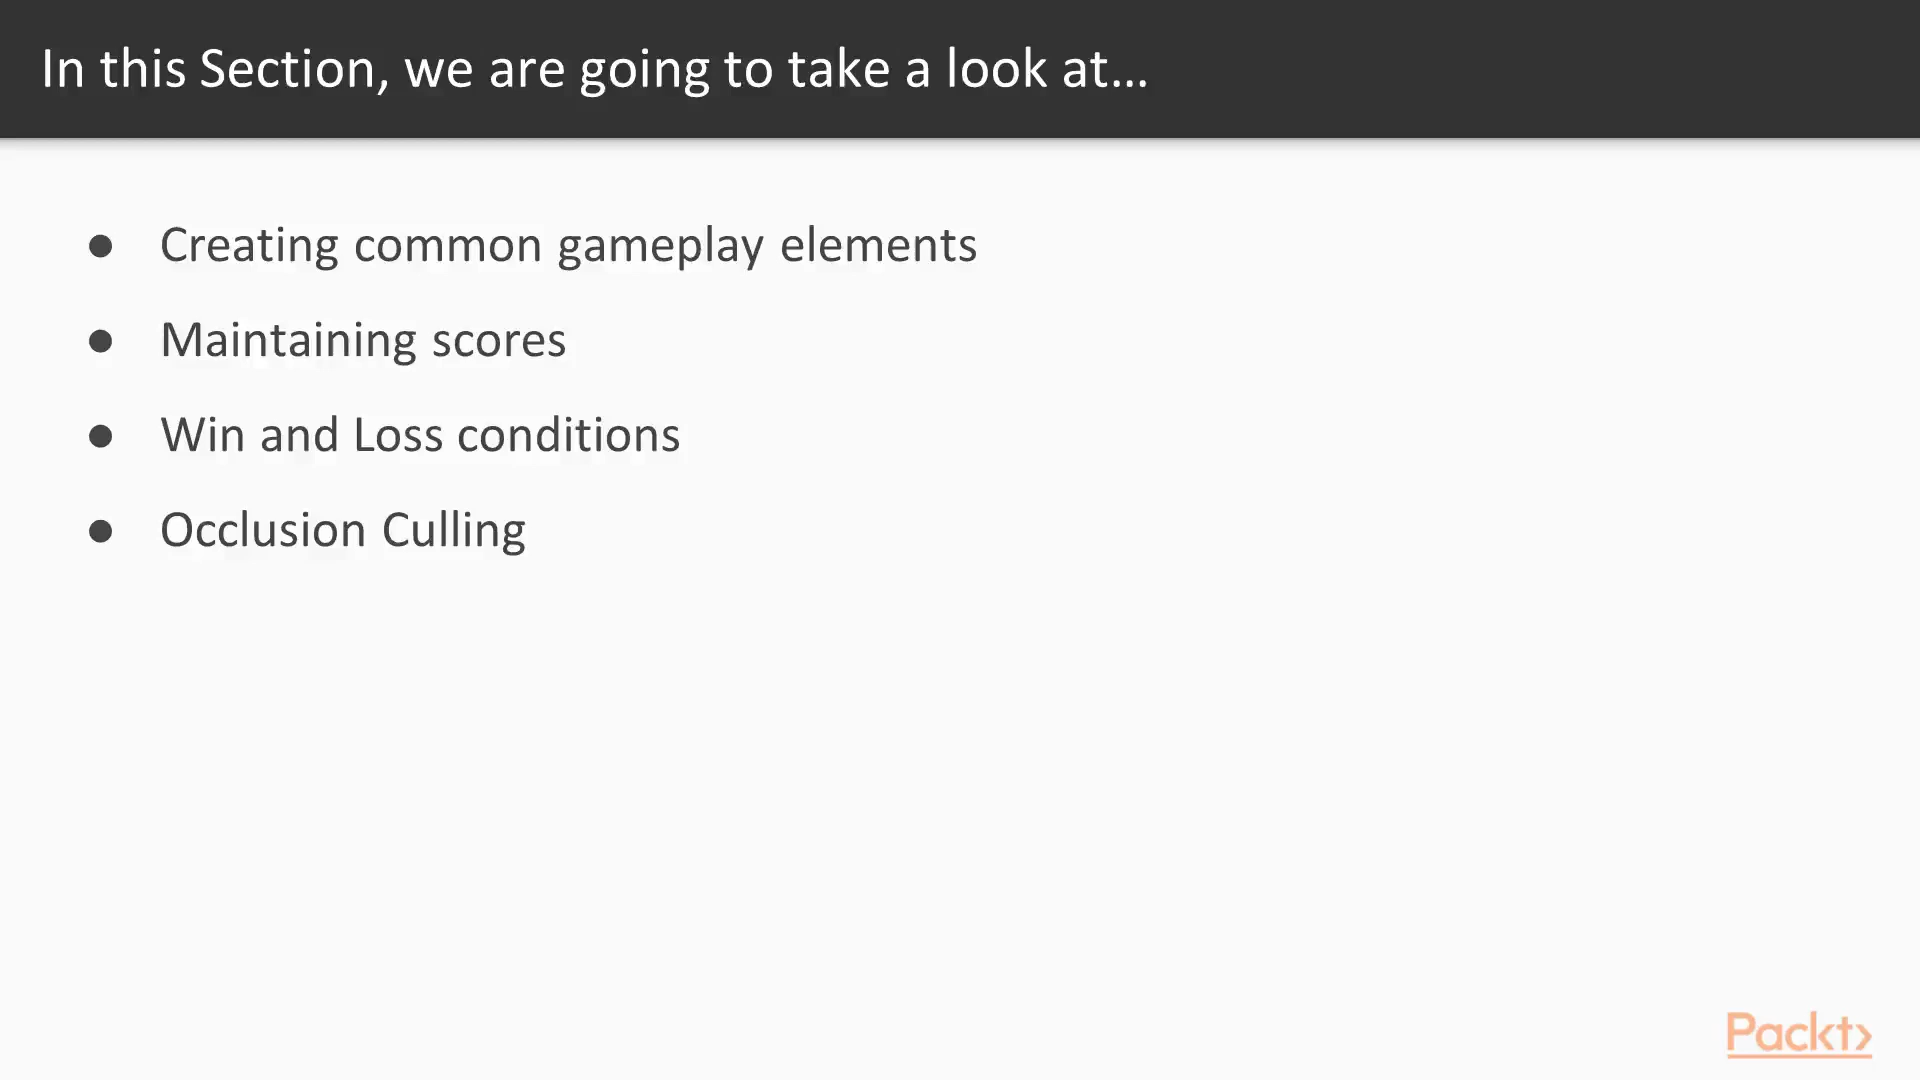 In this Section, we are going to take a look at...
● Creating common gameplay elements
● Maintaining scores
● Win and Loss conditions
● Occlusion Culling
Packt>